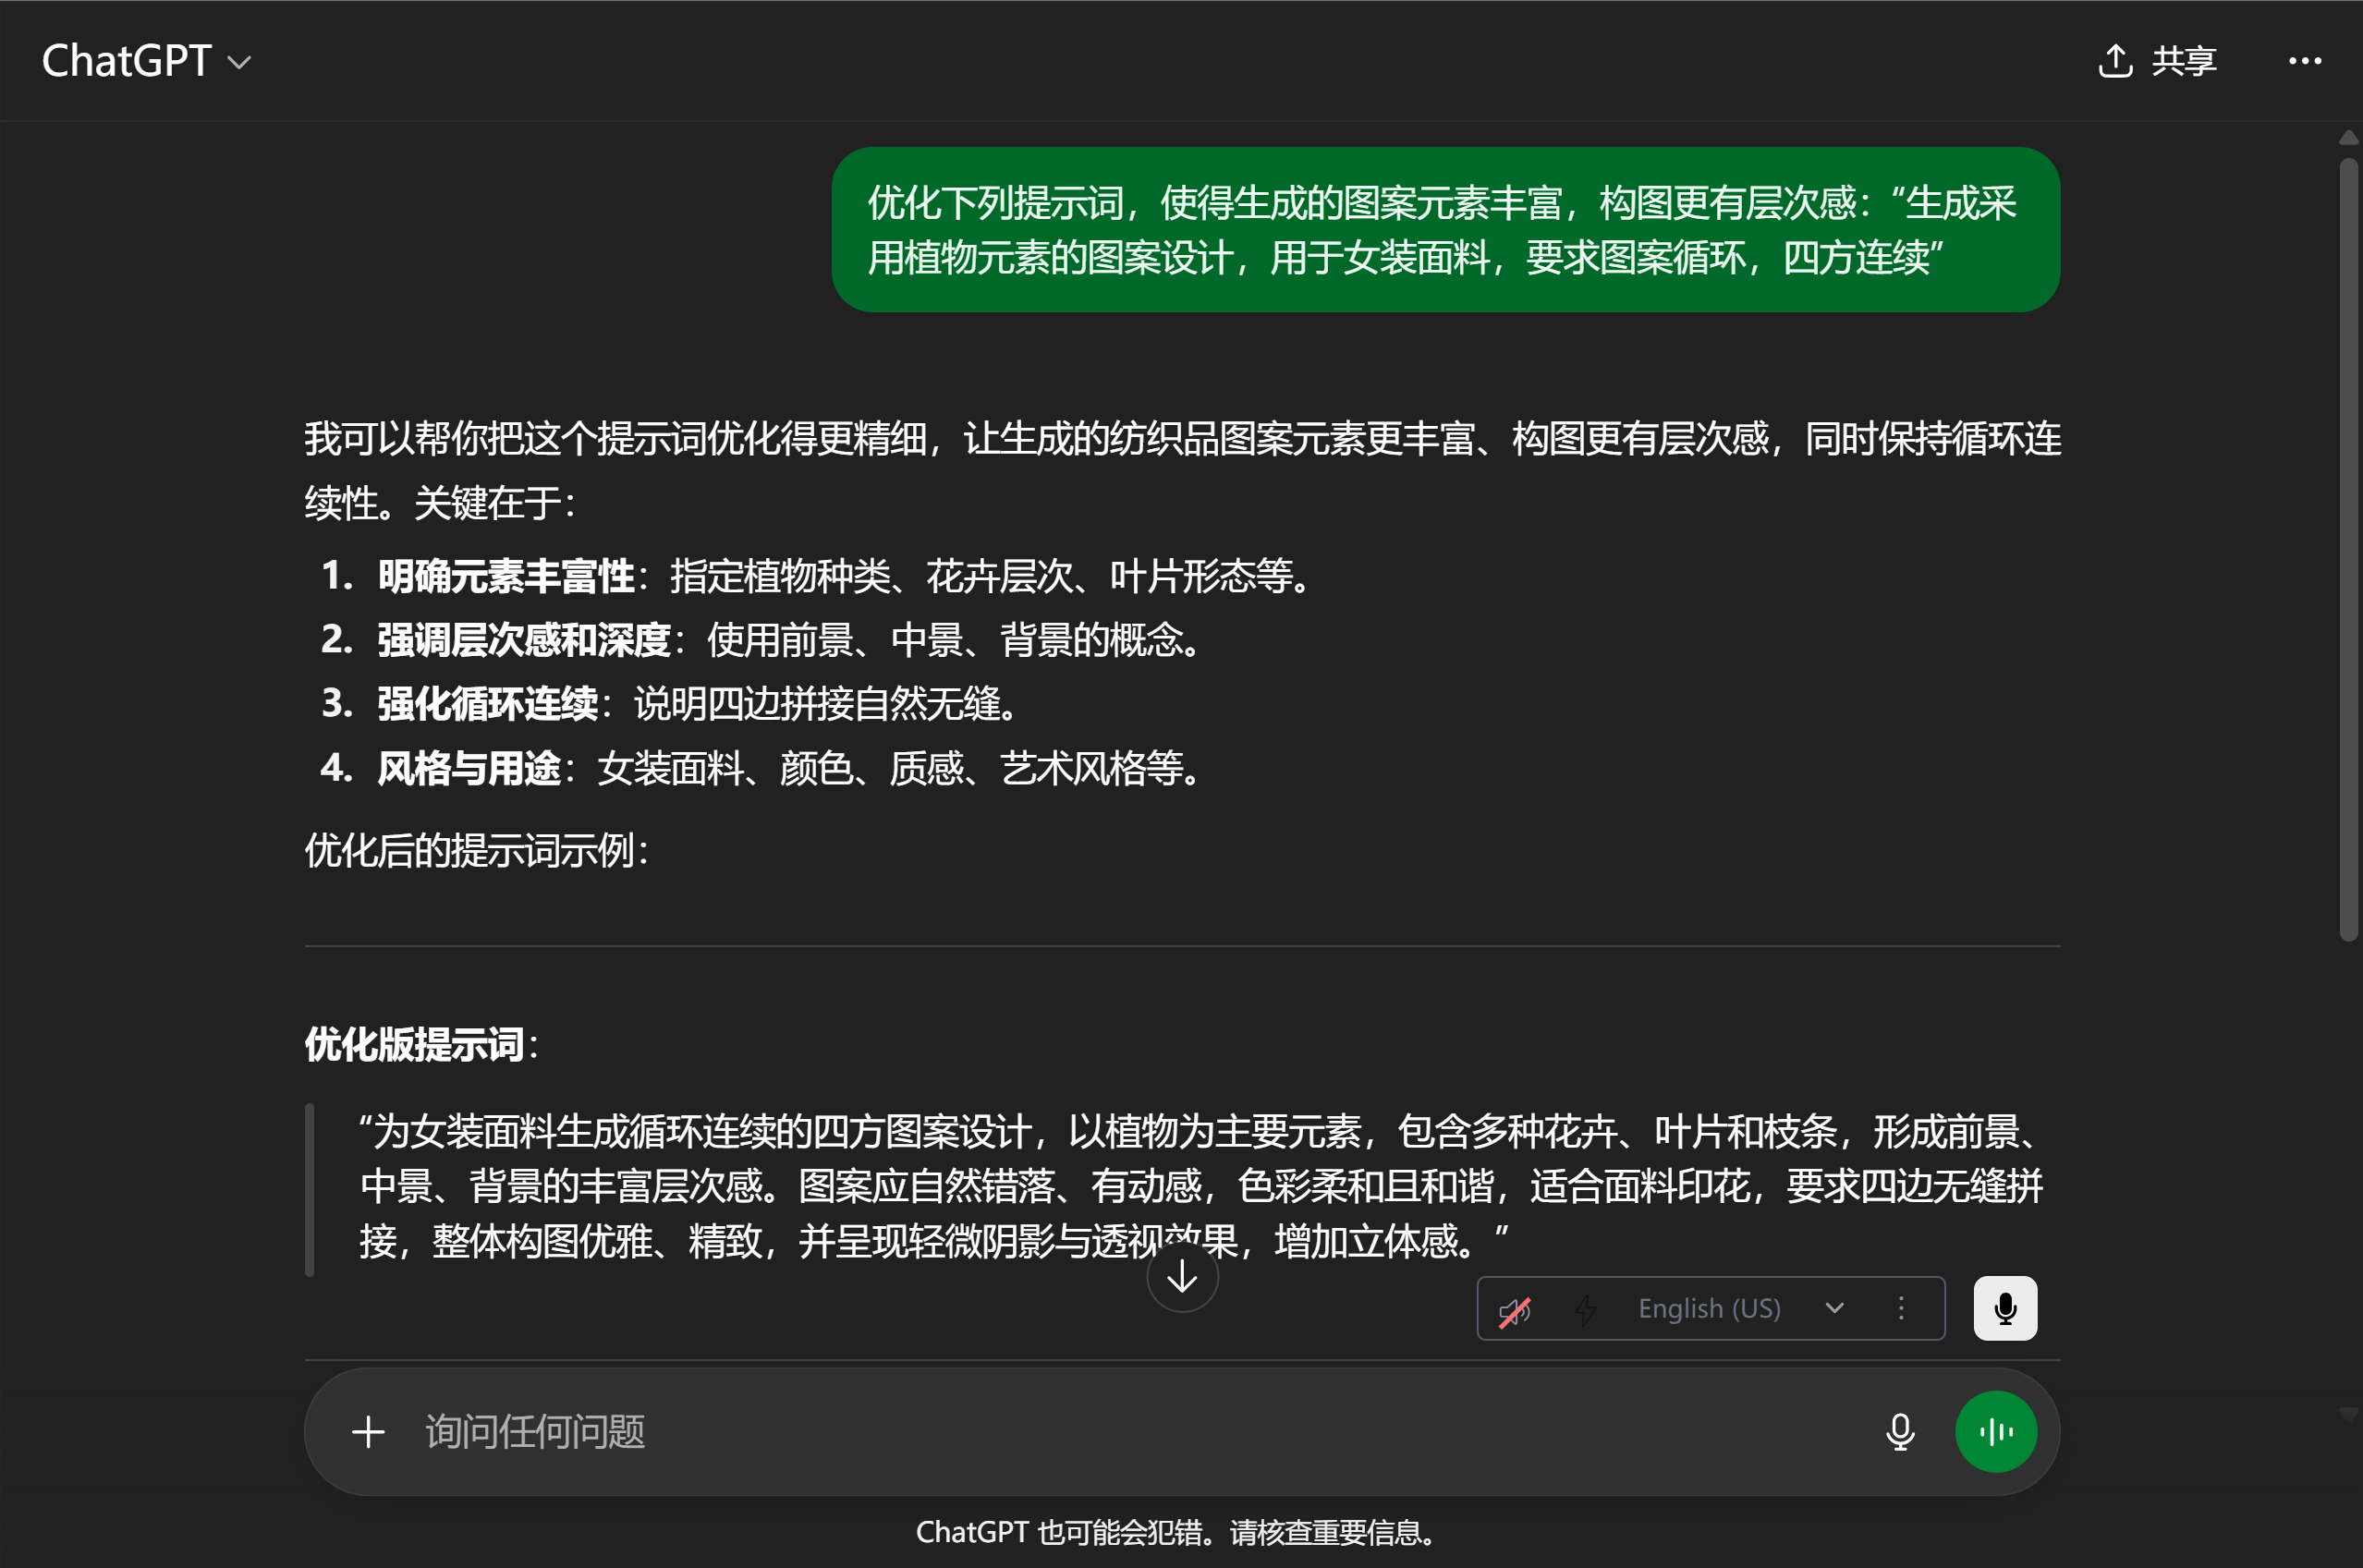 ChatGPT
共享
优化下列提示词，使得生成的图案元素丰富，构图更有层次感：“生成采
用植物元素的图案设计，用于女装面料，要求图案循环，四方连续”
我可以帮你把这个提示词优化得更精细，让生成的纺织品图案元素更丰富、构图更有层次感，同时保持循环连
续性。关键在于：
1. 明确元素丰富性：指定植物种类、花卉层次、叶片形态等。
2. 强调层次感和深度：使用前景、中景、背景的概念。
3. 强化循环连续：说明四边拼接自然无缝。
4. 风格与用途：女装面料、颜色、质感、艺术风格等。
优化后的提示词示例：
优化版提示词：
“为女装面料生成循环连续的四方图案设计，以植物为主要元素，包含多种花卉、叶片和枝条，形成前景、
中景、背景的丰富层次感。图案应自然错落、有动感，色彩柔和且和谐，适合面料印花，要求四边无缝拼
接，整体构图优雅、精致，并呈现轻微阴影与透视效果，增加立体感。”
English (US)
询问任何问题
ChatGPT 也可能会犯错。请核查重要信息。